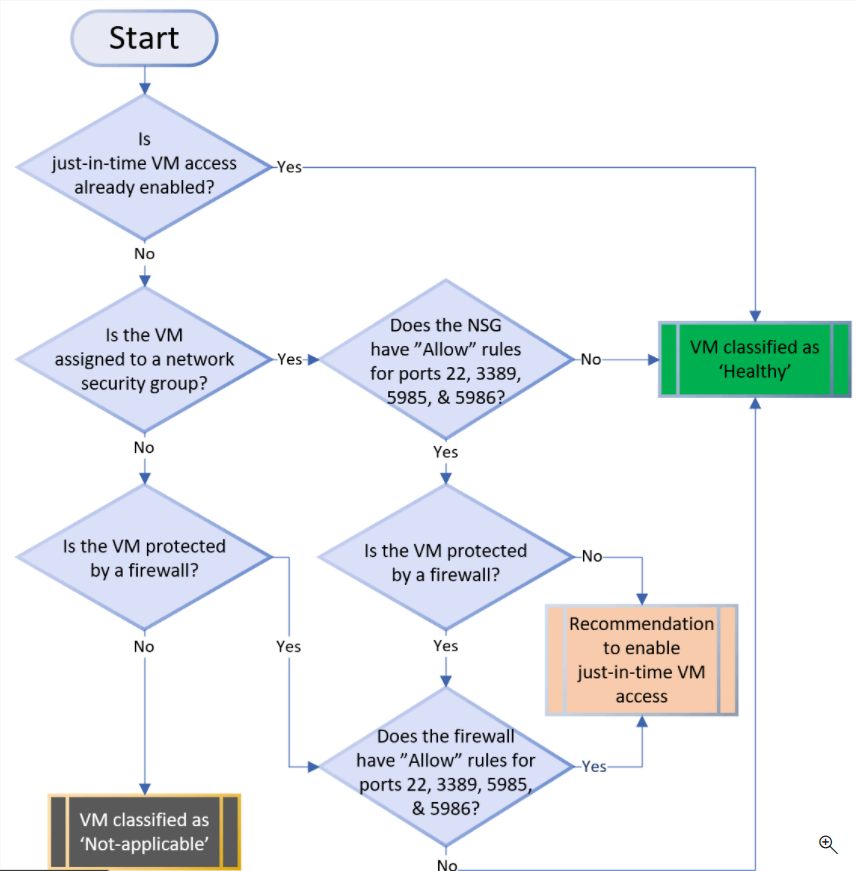 Start
Is
just-in-time VM access
already enabled?
Yes
No
Is the VM
assigned to a network
security group?
Yes
Does the NSG
have ”Allow” rules
for ports 22, 3389,
5985, & 5986?
No
VM classified as
‘Healthy’
No
Yes
Is the VM protected
by a firewall?
Is the VM protected
by a firewall?
No
Recommendation
to enable
just-in-time VM
access
No
Yes
Yes
Does the firewall
have ”Allow” rules for
ports 22, 3389, 5985,
& 5986?
Yes
VM classified as
‘Not-applicable’
No